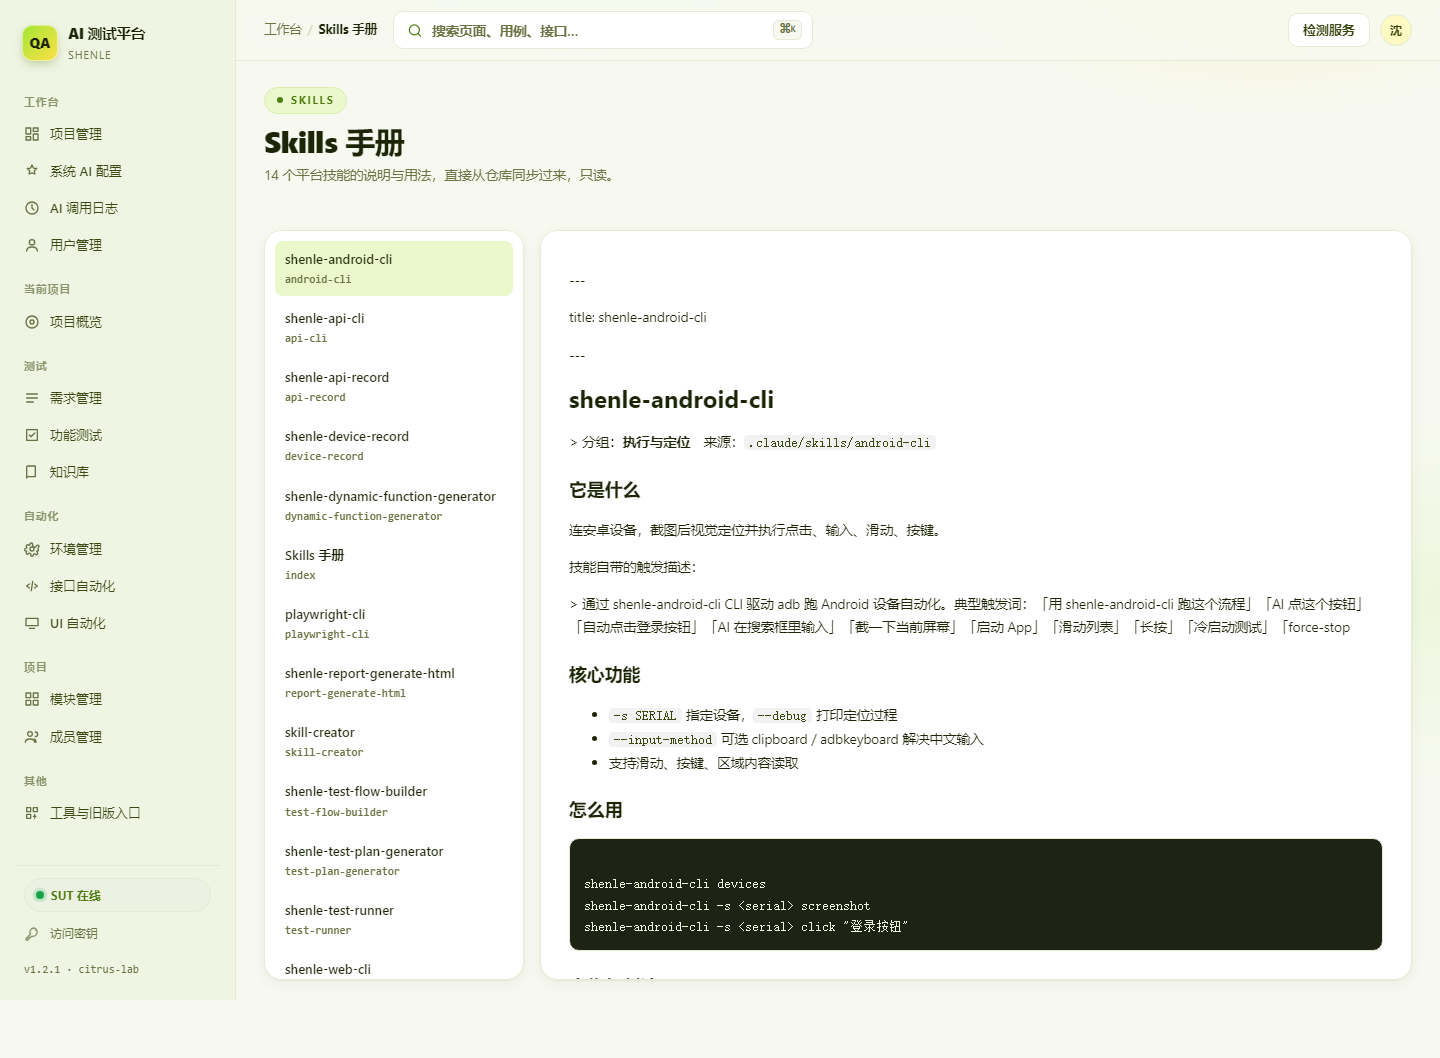 QA
AI 测试平台
SHENLE
工作台
项目管理
系统 AI 配置
AI 调用日志
用户管理
当前项目
项目概览
测试
需求管理
功能测试
知识库
自动化
环境管理
接口自动化
UI 自动化
项目
模块管理
成员管理
其他
工具与旧版入口
SUT 在线
访问密钥
v1.2.1 · citrus-lab
工作台 / Skills 手册
搜索页面、用例、接口...
⌘K
检测服务
沈
SKILLS
Skills 手册
14 个平台技能的说明与用法，直接从仓库同步过来，只读。
shenle-android-cli
android-cli
shenle-api-cli
api-cli
shenle-api-record
api-record
shenle-device-record
device-record
shenle-dynamic-function-generator
dynamic-function-generator
Skills 手册
index
playwright-cli
playwright-cli
shenle-report-generate-html
report-generate-html
skill-creator
skill-creator
shenle-test-flow-builder
test-flow-builder
shenle-test-plan-generator
test-plan-generator
shenle-test-runner
test-runner
shenle-web-cli
---
title: shenle-android-cli
---
shenle-android-cli
> 分组：执行与定位　来源：.claude/skills/android-cli
它是什么
连安卓设备，截图后视觉定位并执行点击、输入、滑动、按键。
技能自带的触发描述：
> 通过 shenle-android-cli CLI 驱动 adb 跑 Android 设备自动化。典型触发词：「用 shenle-android-cli 跑这个流程」「AI 点这个按钮」
「自动点击登录按钮」「AI 在搜索框里输入」「截一下当前屏幕」「启动 App」「滑动列表」「长按」「冷启动测试」「force-stop
核心功能
• -s SERIAL 指定设备，--debug 打印定位过程
• --input-method 可选 clipboard / adbkeyboard 解决中文输入
• 支持滑动、按键、区域内容读取
怎么用
shenle-android-cli devices
shenle-android-cli -s <serial> screenshot
shenle-android-cli -s <serial> click "登录按钮"